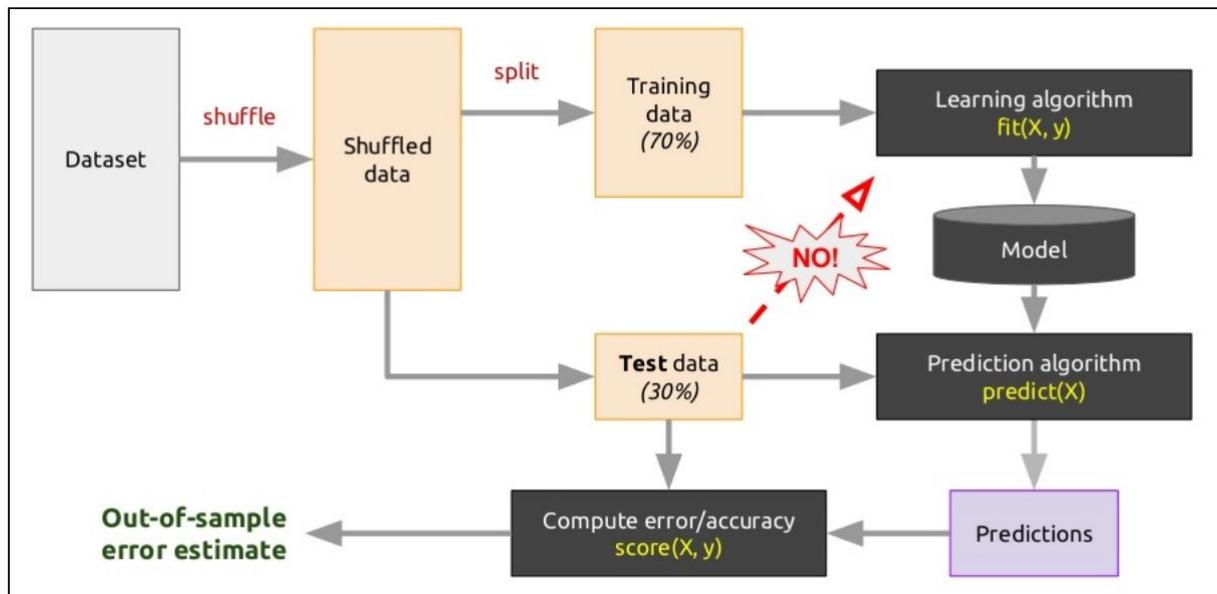 Dataset
shuffle
Shuffled
data
split
Training
data
(70%)
Learning algorithm
fit(X, y)
NO!
Model
Test data
(30%)
Prediction algorithm
predict(X)
Predictions
Compute error/accuracy
score(X, y)
Out-of-sample
error estimate